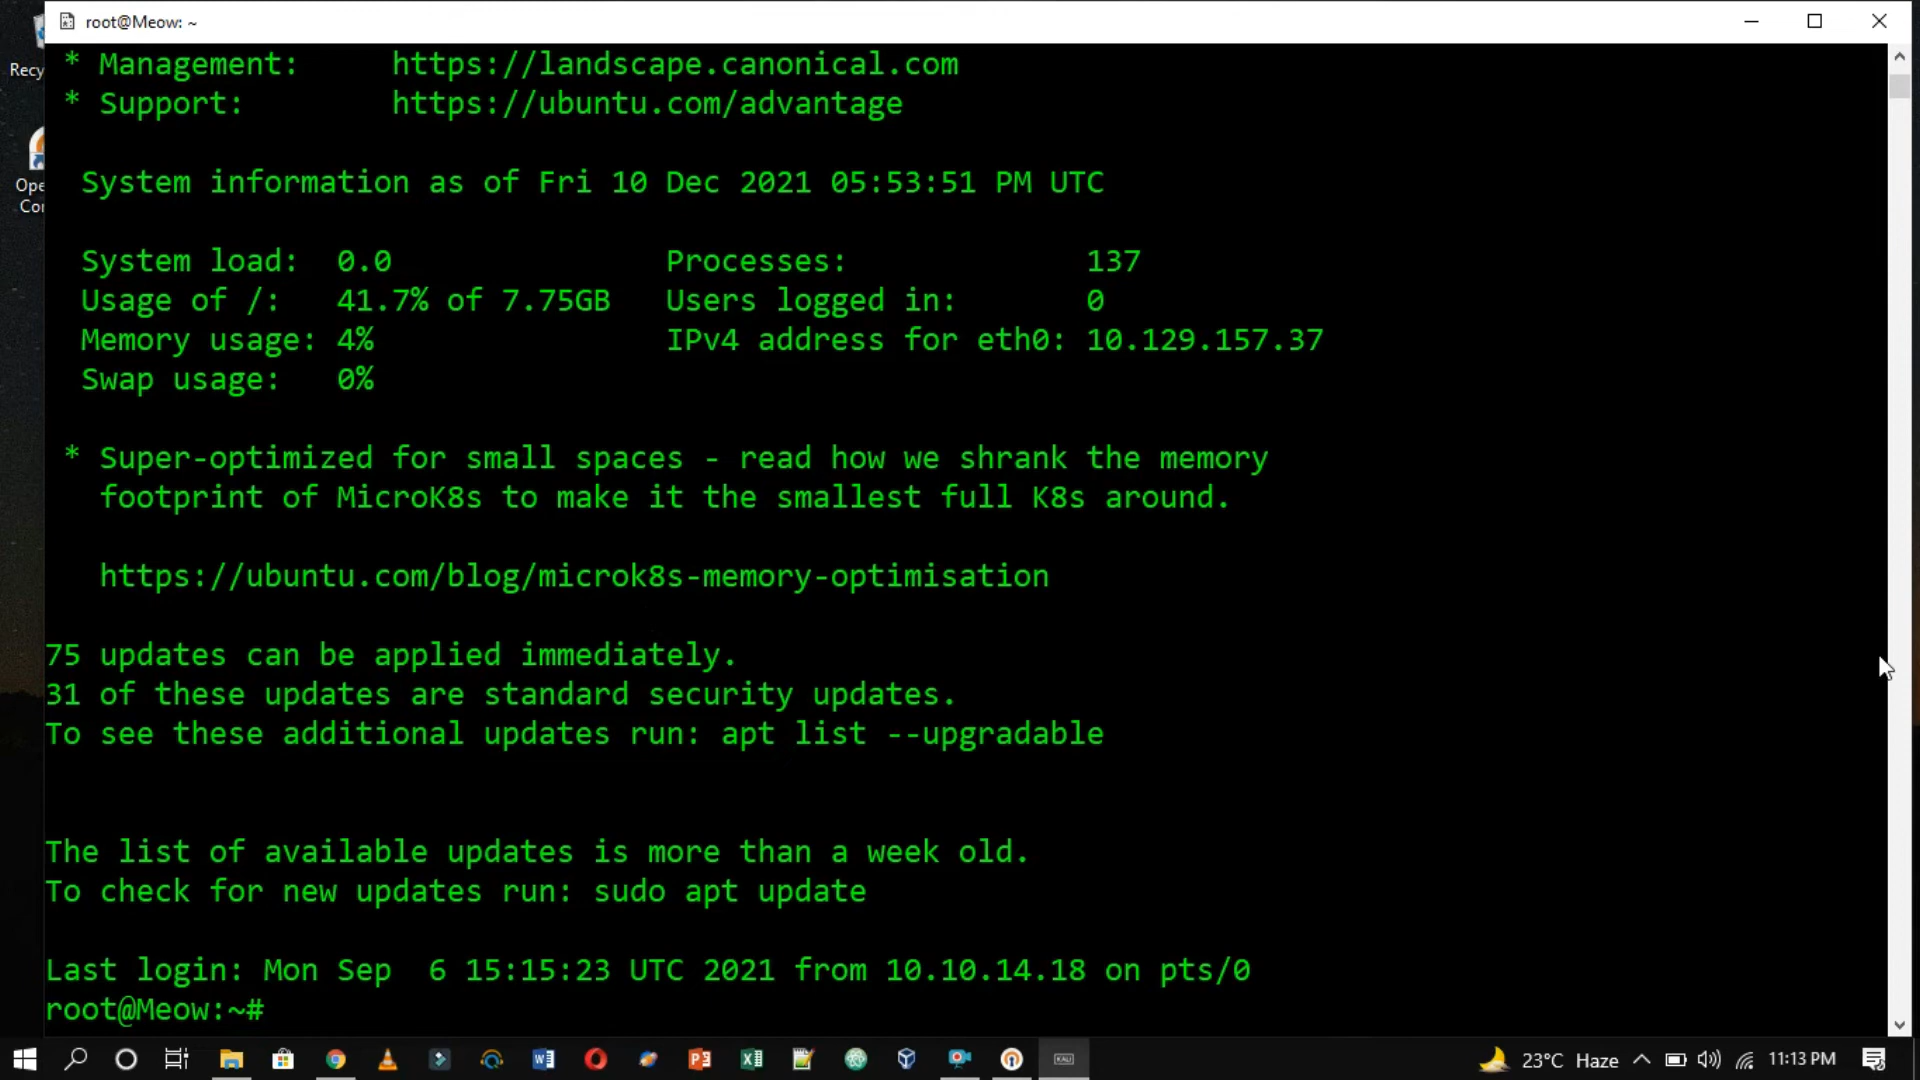 root@Meow: ~
Recy
Ope
Cor
* Management:     https://landscape.canonical.com
* Support:        https://ubuntu.com/advantage
System information as of Fri 10 Dec 2021 05:53:51 PM UTC
System load:  0.0               Processes:             137
Usage of /:   41.7% of 7.75GB   Users logged in:       0
Memory usage: 4%                IPv4 address for eth0: 10.129.157.37
Swap usage:   0%
* Super-optimized for small spaces - read how we shrank the memory
footprint of MicroK8s to make it the smallest full K8s around.
https://ubuntu.com/blog/microk8s-memory-optimisation
75 updates can be applied immediately.
31 of these updates are standard security updates.
To see these additional updates run: apt list --upgradable
The list of available updates is more than a week old.
To check for new updates run: sudo apt update
Last login: Mon Sep  6 15:15:23 UTC 2021 from 10.10.14.18 on pts/0
root@Meow:~#
23°C Haze 11:13 PM